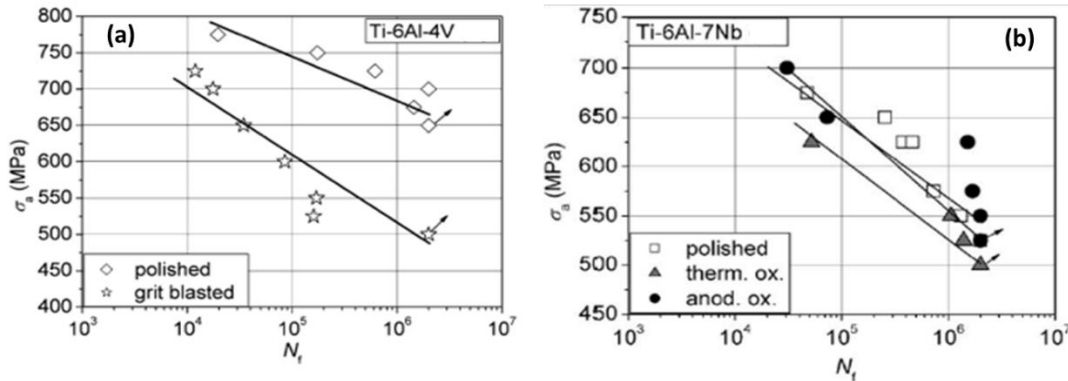 (a)
Ti-6Al-4V
800
750
700
650
600
550
500
450
400
σa (MPa)
polished
grit blasted
10³ 10⁴ 10⁵ 10⁶ 10⁷
Nf
(b)
Ti-6Al-7Nb
750
700
650
600
550
500
450
σa (MPa)
polished
therm. ox.
anod. ox.
10³ 10⁴ 10⁵ 10⁶ 10⁷
Nf